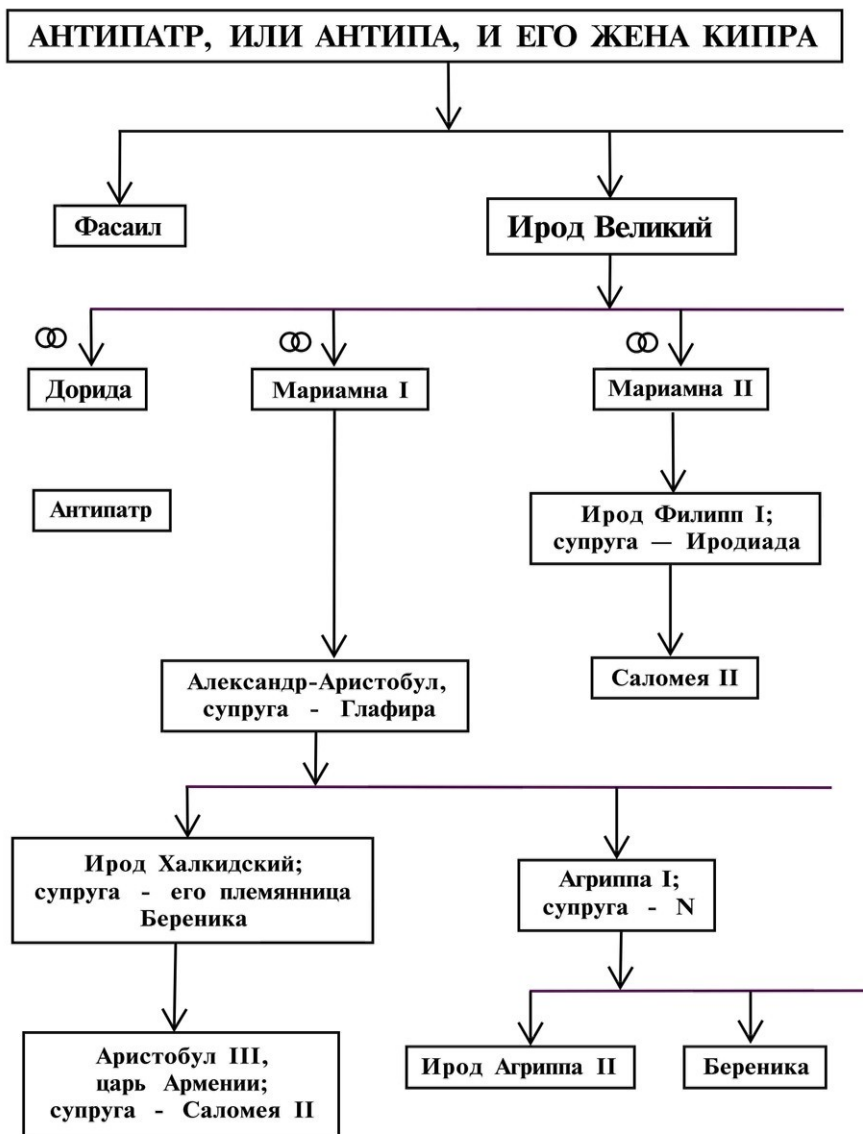 АНТИПАТР, ИЛИ АНТИПА, И ЕГО ЖЕНА КИПРА
Фасаил
Ирод Великий
Дорида
Мариамна I
Мариамна II
Антипатр
Ирод Филипп I;
супруга — Иродиада
Александр-Аристобул,
супруга - Глафира
Саломея II
Ирод Халкидский;
супруга - его племянница
Береника
Агриппа I;
супруга - N
Аристобул III,
царь Армении;
супруга - Саломея II
Ирод Агриппа II
Береника